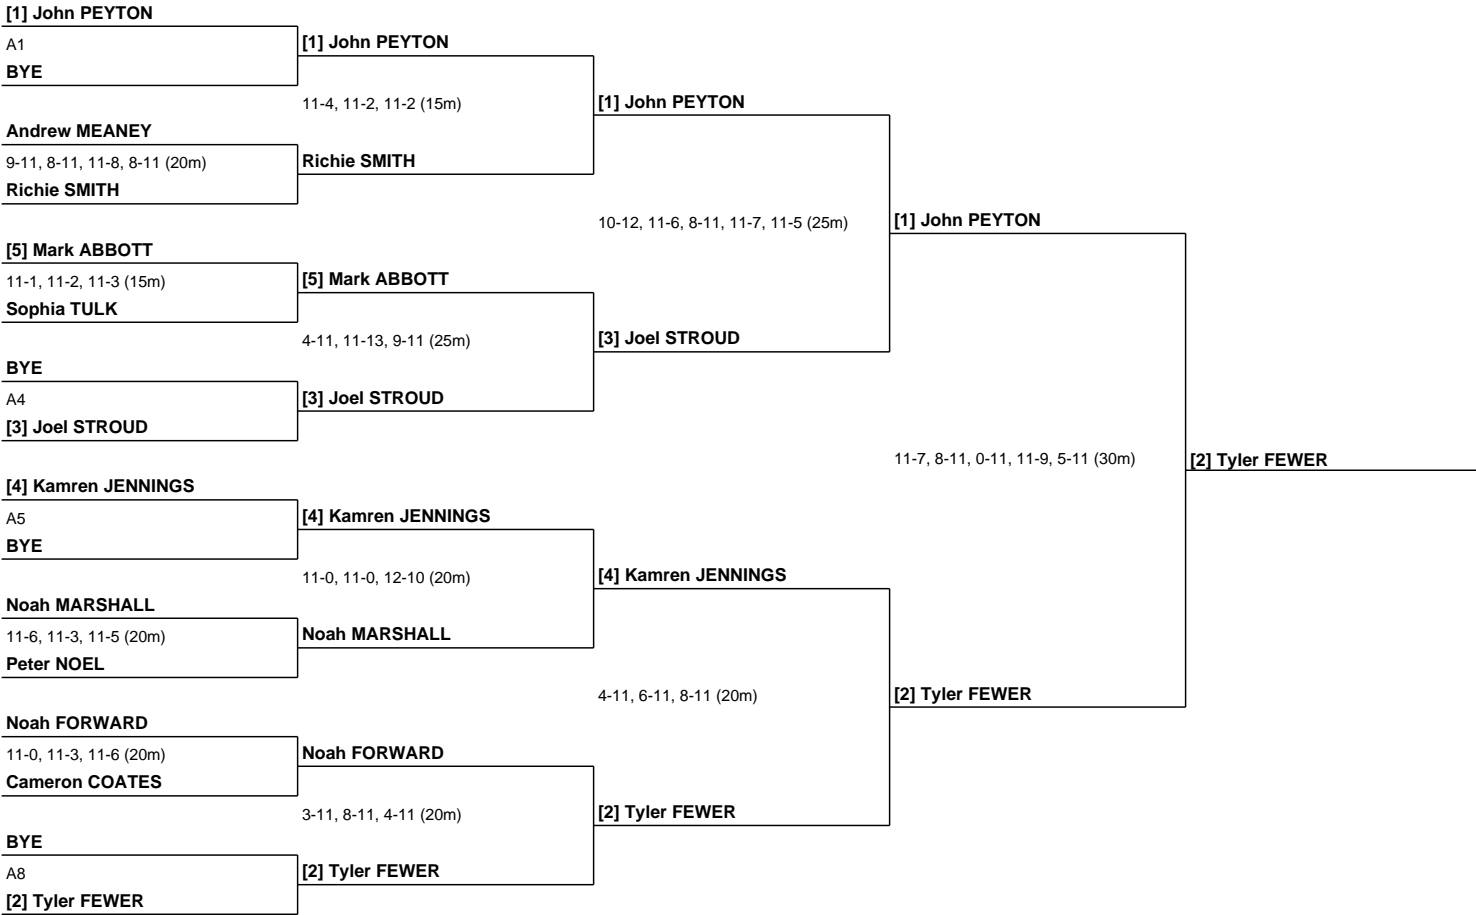 [1] John PEYTON
A1
BYE
Andrew MEANEY
9-11, 8-11, 11-8, 8-11 (20m)
Richie SMITH
[5] Mark ABBOTT
11-1, 11-2, 11-3 (15m)
Sophia TULK
BYE
A4
[3] Joel STROUD
[4] Kamren JENNINGS
A5
BYE
Noah MARSHALL
11-6, 11-3, 11-5 (20m)
Peter NOEL
Noah FORWARD
11-0, 11-3, 11-6 (20m)
Cameron COATES
BYE
A8
[2] Tyler FEWER
[1] John PEYTON
11-4, 11-2, 11-2 (15m)
Richie SMITH
[5] Mark ABBOTT
4-11, 11-13, 9-11 (25m)
[3] Joel STROUD
[4] Kamren JENNINGS
11-0, 11-0, 12-10 (20m)
Noah MARSHALL
Noah FORWARD
3-11, 8-11, 4-11 (20m)
[2] Tyler FEWER
[1] John PEYTON
10-12, 11-6, 8-11, 11-7, 11-5 (25m)
[3] Joel STROUD
[4] Kamren JENNINGS
4-11, 6-11, 8-11 (20m)
[2] Tyler FEWER
[1] John PEYTON
11-7, 8-11, 0-11, 11-9, 5-11 (30m)
[2] Tyler FEWER
[2] Tyler FEWER